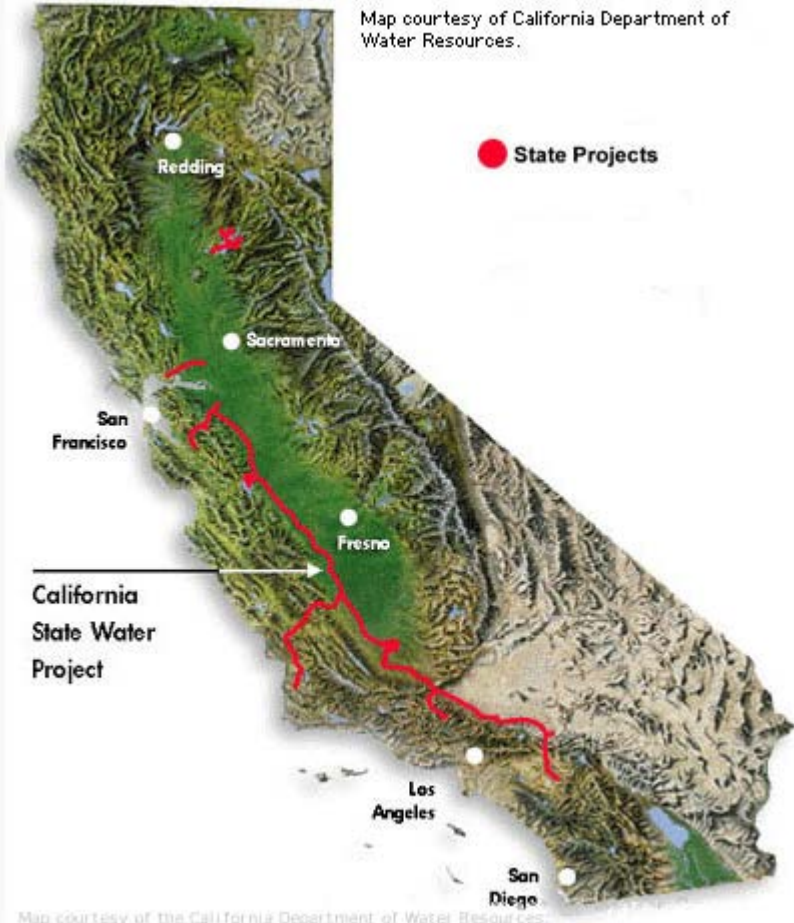 Map courtesy of California Department of
Water Resources.
State Projects
Redding
Sacramento
San
Francisco
Fresno
California
State Water
Project
Los
Angeles
San
Diego
Map courtesy of the California Department of Water Resources.